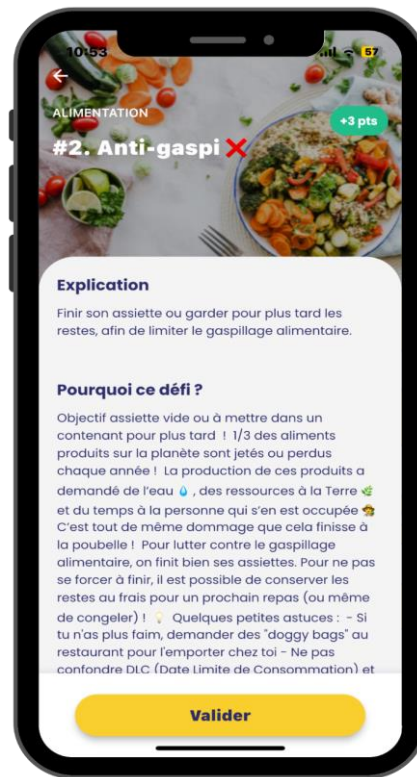 10:53
57
ALIMENTATION
+3 pts
#2. Anti-gaspi ❌
Explication
Finir son assiette ou garder pour plus tard les
restes, afin de limiter le gaspillage alimentaire.
Pourquoi ce défi ?
Objectif assiette vide ou à mettre dans un
contenant pour plus tard ! 1/3 des aliments
produits sur la planète sont jetés ou perdus
chaque année ! La production de ces produits a
demandé de l'eau 💧 , des ressources à la Terre 🌿
et du temps à la personne qui s'en est occupée 🧑‍🌾
C'est tout de même dommage que cela finisse à
la poubelle ! Pour lutter contre le gaspillage
alimentaire, on finit bien ses assiettes. Pour ne pas
se forcer à finir, il est possible de conserver les
restes au frais pour un prochain repas (ou même
de congeler) ! 💡 Quelques petites astuces : - Si
tu n'as plus faim, demander des "doggy bags" au
restaurant pour l'emporter chez toi - Ne pas
confondre DLC (Date Limite de Consommation) et
Valider